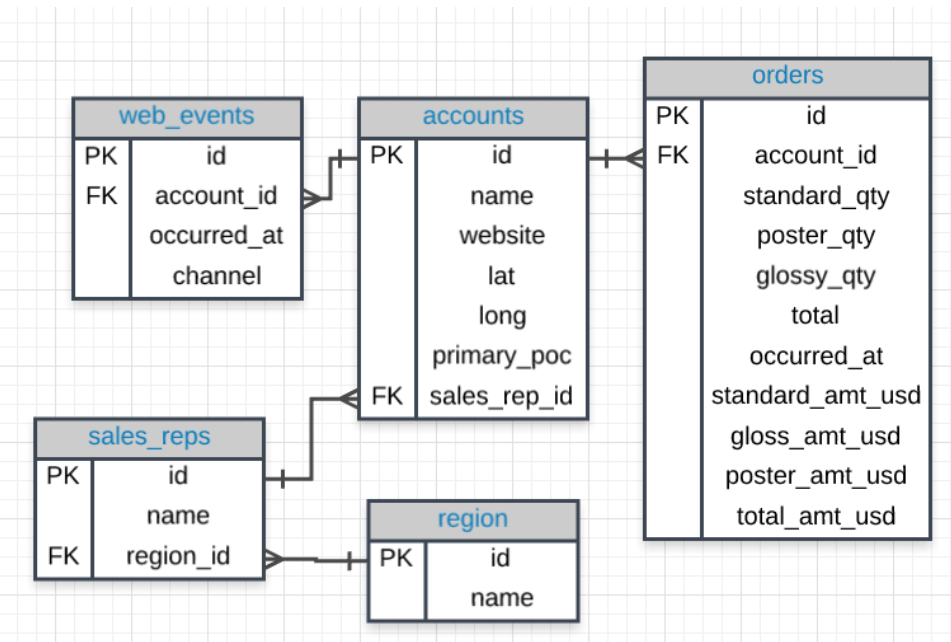 web_events
PK id
FK account_id
occurred_at
channel
accounts
PK id
name
website
lat
long
primary_poc
FK sales_rep_id
orders
PK id
FK account_id
standard_qty
poster_qty
glossy_qty
total
occurred_at
standard_amt_usd
gloss_amt_usd
poster_amt_usd
total_amt_usd
sales_reps
PK id
name
FK region_id
region
PK id
name